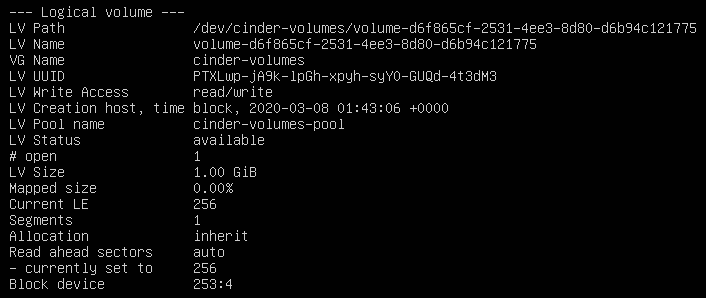 --- Logical volume ---
LV Path /dev/cinder-volumes/volume-d6f865cf-2531-4ee3-8d80-d6b94c121775
LV Name volume-d6f865cf-2531-4ee3-8d80-d6b94c121775
VG Name cinder-volumes
LV UUID PTXLwp-jA9k-lpGh-xpyh-syY0-GUQd-4t3dM3
LV Write Access read/write
LV Creation host, time block, 2020-03-08 01:43:06 +0000
LV Pool name cinder-volumes-pool
LV Status available
# open 1
LV Size 1.00 GiB
Mapped size 0.00%
Current LE 256
Segments 1
Allocation inherit
Read ahead sectors auto
- currently set to 256
Block device 253:4